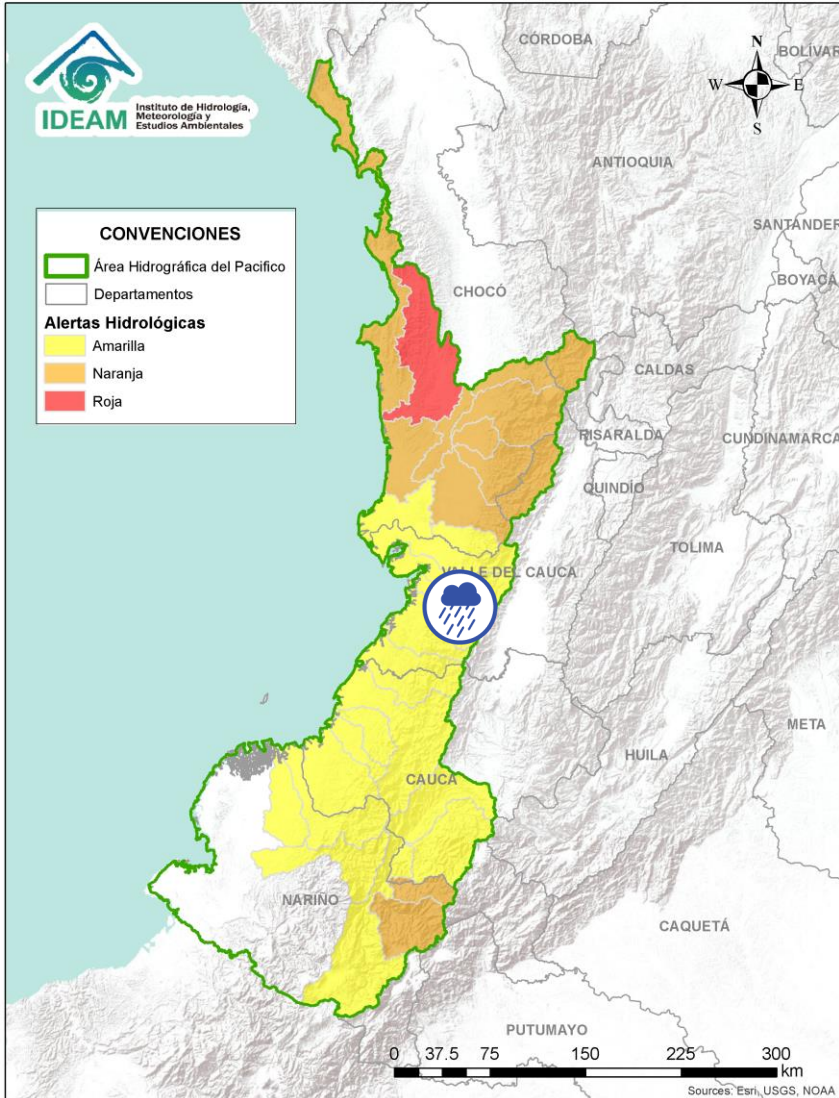 IDEAM
Instituto de Hidrología,
Meteorología y
Estudios Ambientales
CÓRDOBA
BOLÍVAR
N
W
E
S
ANTIOQUIA
SANTANDER
BOYACÁ
CONVENCIONES
Área Hidrográfica del Pacifico
Departamentos
Alertas Hidrológicas
Amarilla
Naranja
Roja
CHOCÓ
CALDAS
RISARALDA
CUNDINAMARCA
QUINDÍO
TOLIMA
VALLE DEL CAUCA
META
HUILA
CAUCA
NARIÑO
CAQUETÁ
PUTUMAYO
0 37.5 75 150 225 300
km
Sources: Esri, USGS, NOAA